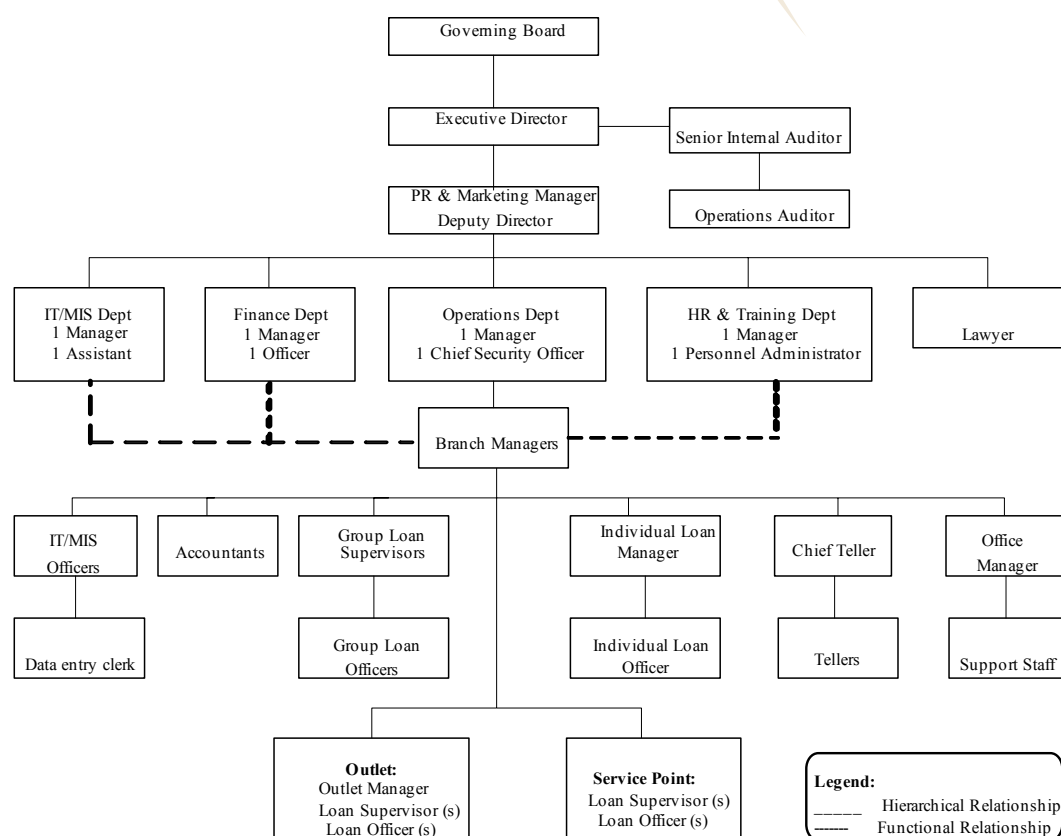 Governing Board
Executive Director
Senior Internal Auditor
PR & Marketing Manager
Deputy Director
Operations Auditor
IT/MIS Dept
1 Manager
1 Assistant
Finance Dept
1 Manager
1 Officer
Operations Dept
1 Manager
1 Chief Security Officer
HR & Training Dept
1 Manager
1 Personnel Administrator
Lawyer
Branch Managers
IT/MIS
Officers
Accountants
Group Loan
Supervisors
Individual Loan
Manager
Chief Teller
Office
Manager
Data entry clerk
Group Loan
Officers
Individual Loan
Officer
Tellers
Support Staff
Outlet:
Outlet Manager
Loan Supervisor (s)
Loan Officer (s)
Service Point:
Loan Supervisor (s)
Loan Officer (s)
Legend:
Hierarchical Relationship
Functional Relationship